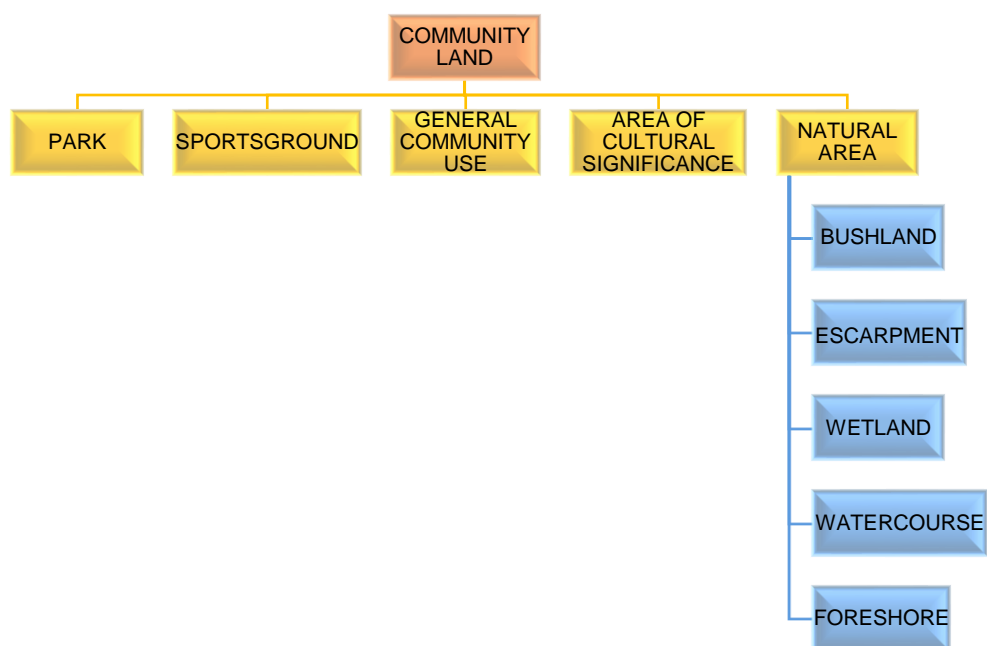 COMMUNITY
LAND
PARK
SPORTSGROUND
GENERAL
COMMUNITY
USE
AREA OF
CULTURAL
SIGNIFICANCE
NATURAL
AREA
BUSHLAND
ESCARPMENT
WETLAND
WATERCOURSE
FORESHORE